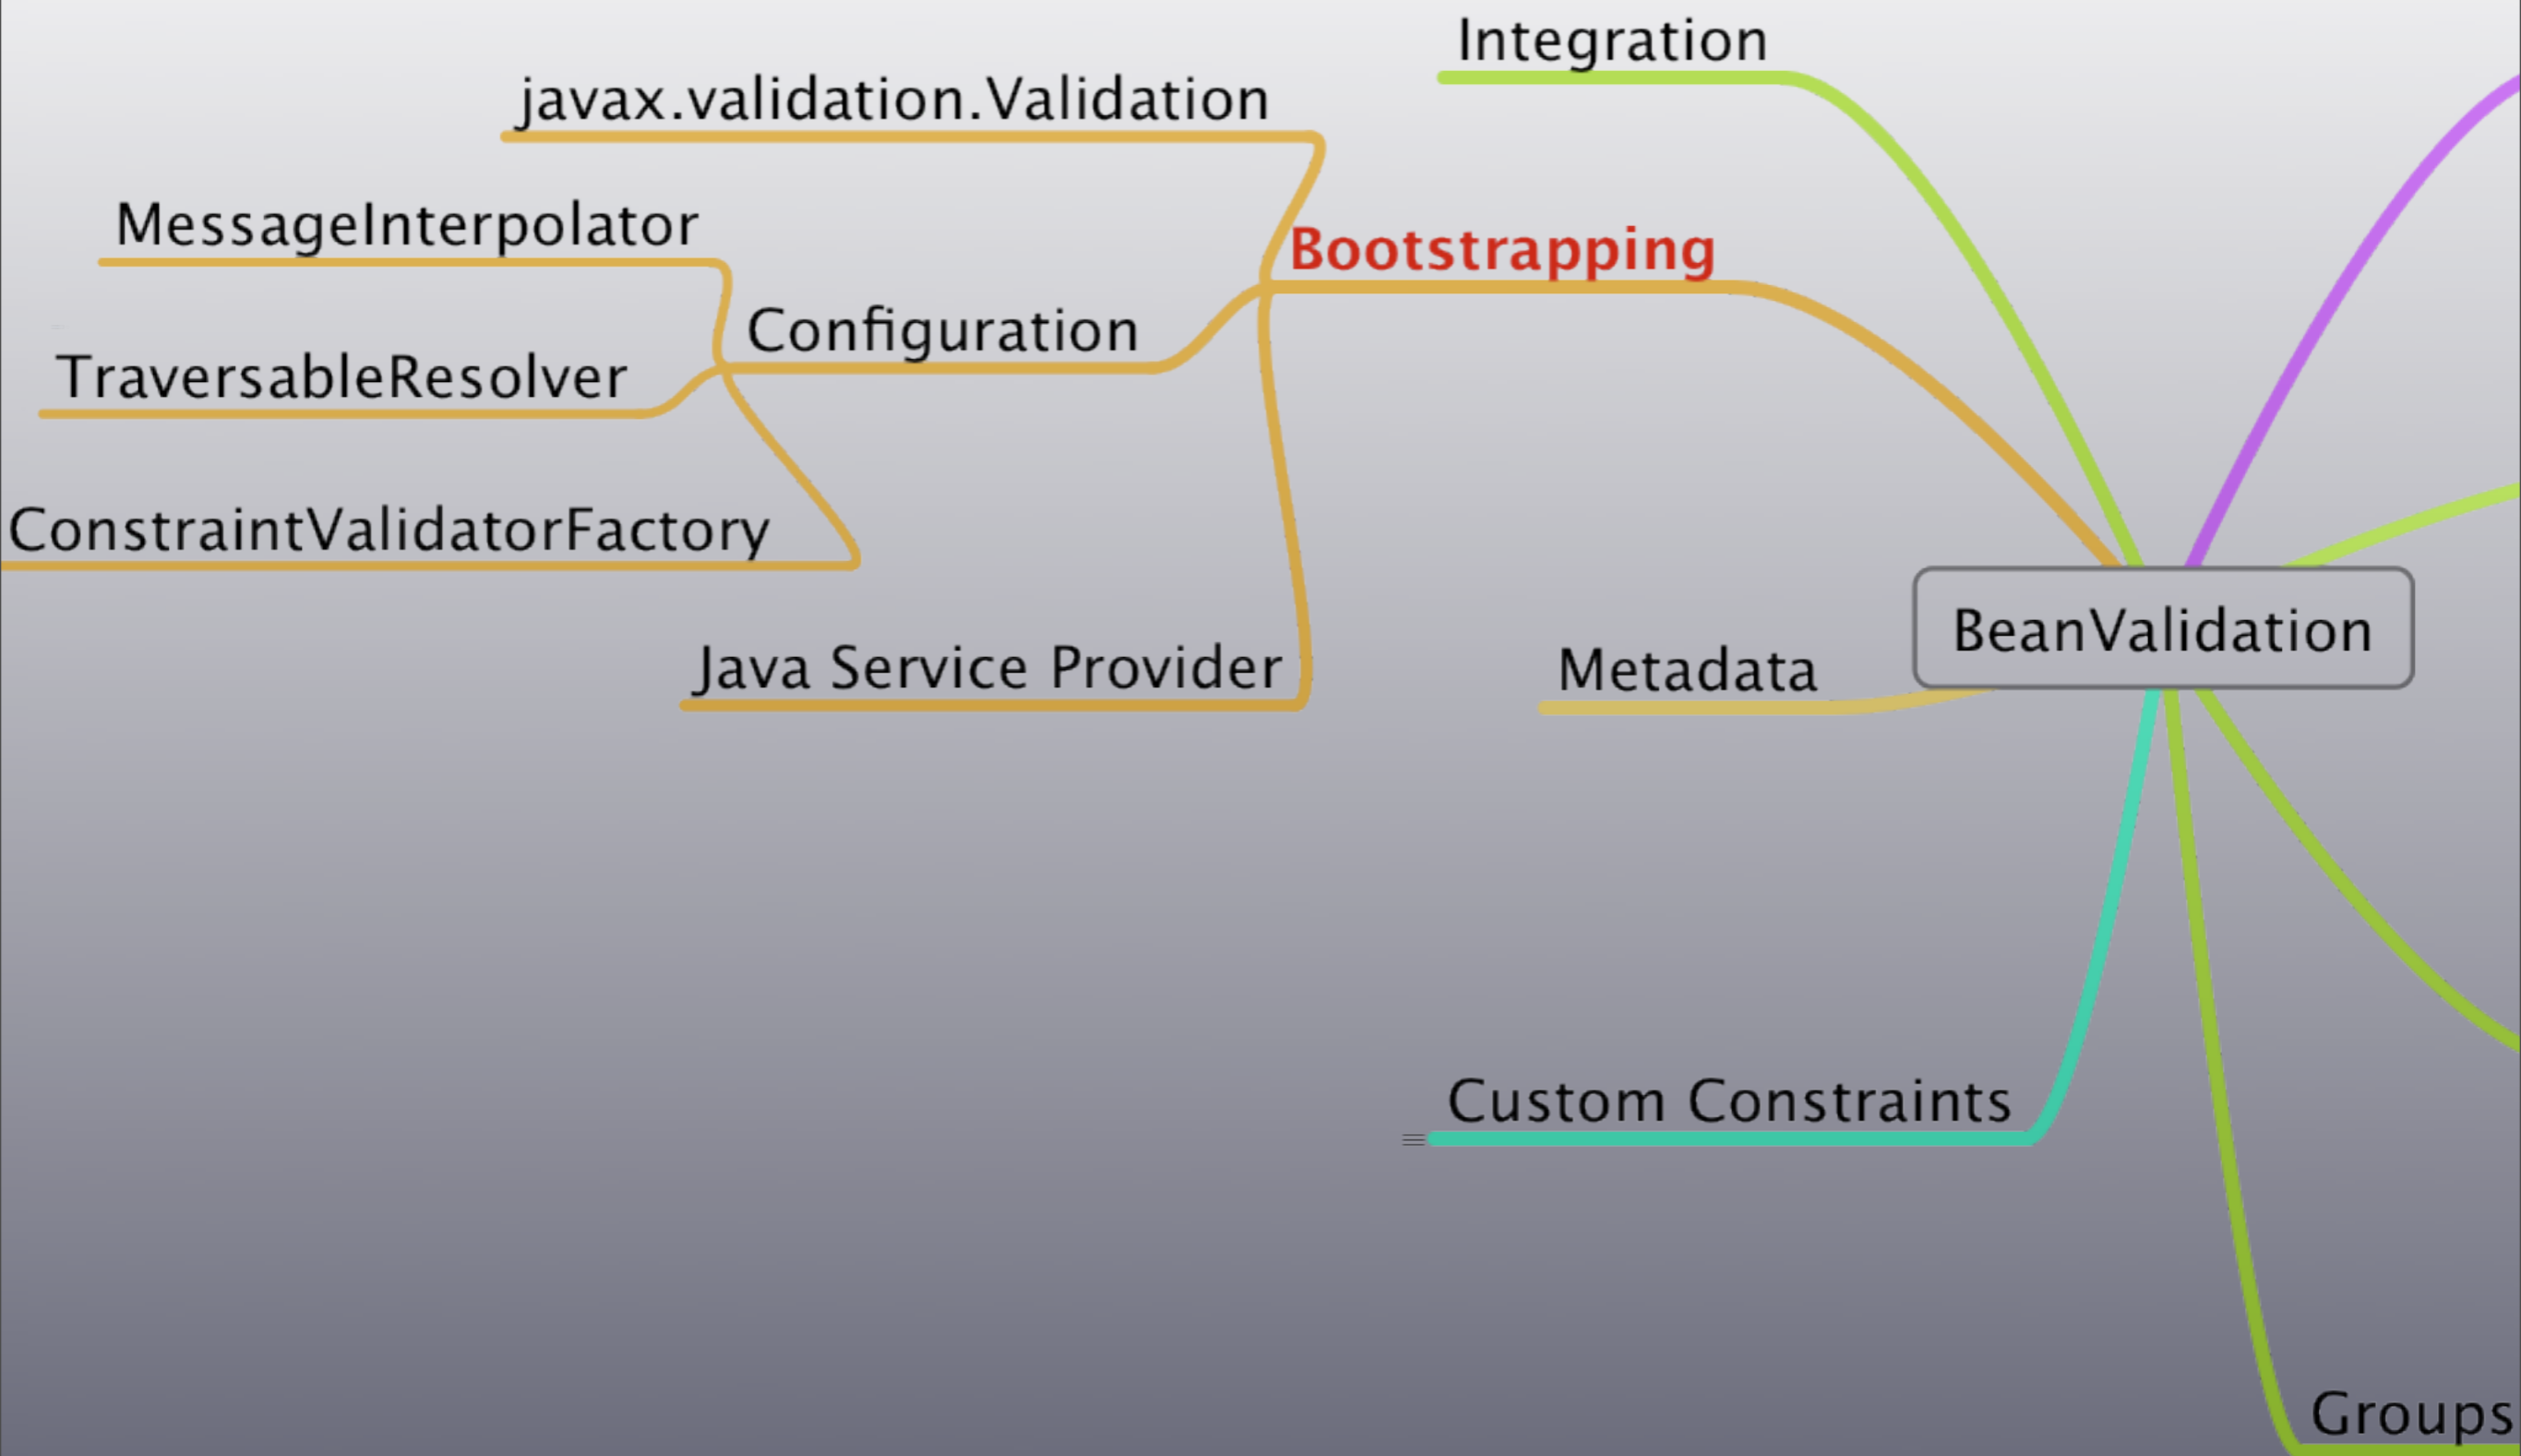 Integration
javax.validation.Validation
MessageInterpolator
Bootstrapping
Configuration
TraversableResolver
ConstraintValidatorFactory
BeanValidation
Java Service Provider
Metadata
Custom Constraints
Groups